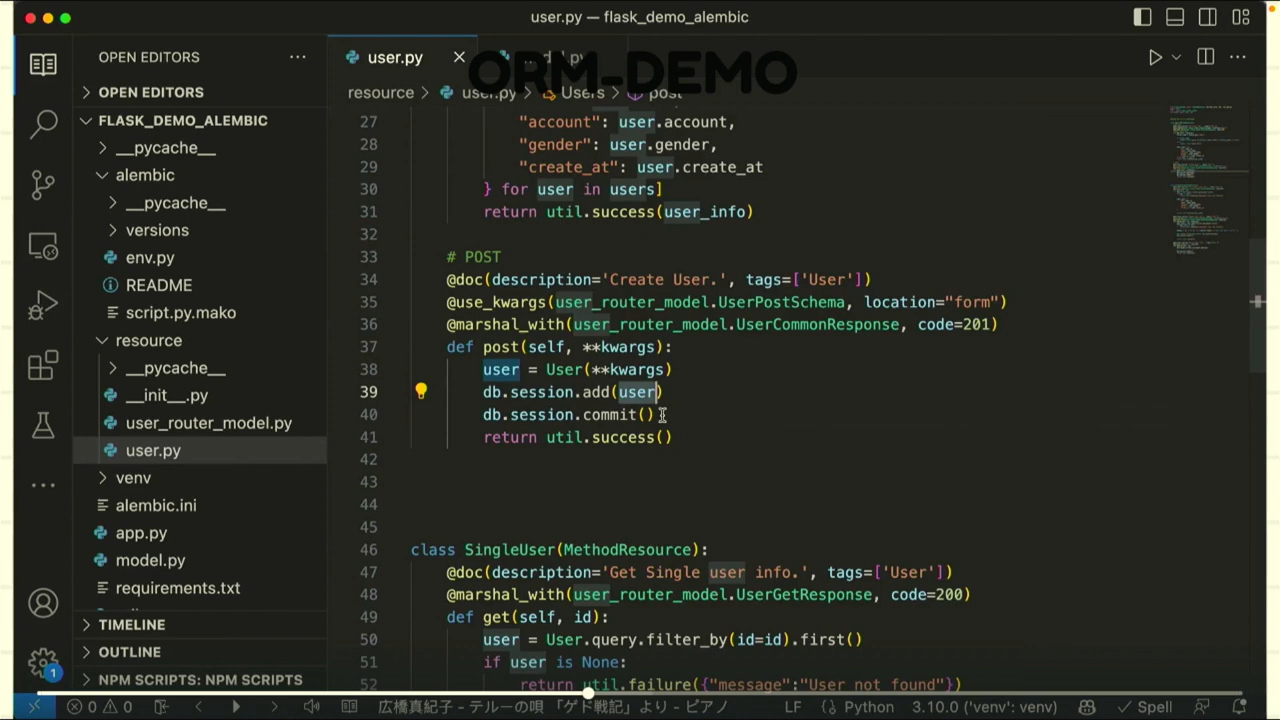 user.py — flask_demo_alembic
OPEN EDITORS
OPEN EDITORS
FLASK_DEMO_ALEMBIC
__pycache__
alembic
__pycache__
versions
env.py
README
script.py.mako
resource
__pycache__
__init__.py
user_router_model.py
user.py
venv
alembic.ini
app.py
model.py
requirements.txt
TIMELINE
OUTLINE
NPM SCRIPTS: NPM SCRIPTS
1
user.py
ORM-DEMO
resource > user.py > Users > post
27 "account": user.account,
28 "gender": user.gender,
29 "create_at": user.create_at
30 } for user in users]
31 return util.success(user_info)
32
33 # POST
34 @doc(description='Create User.', tags=['User'])
35 @use_kwargs(user_router_model.UserPostSchema, location="form")
36 @marshal_with(user_router_model.UserCommonResponse, code=201)
37 def post(self, **kwargs):
38 user = User(**kwargs)
39 db.session.add(user)
40 db.session.commit()
41 return util.success()
42
43
44
45
46 class SingleUser(MethodResource):
47 @doc(description='Get Single user info.', tags=['User'])
48 @marshal_with(user_router_model.UserGetResponse, code=200)
49 def get(self, id):
50 user = User.query.filter_by(id=id).first()
51 if user is None:
52 return util.failure({"message":"User not found"})
0 0 広橋真紀子 - テルーの唄 「ゲド戦記」より - ピアノ LF Python 3.10.0 ('venv': venv) Spell